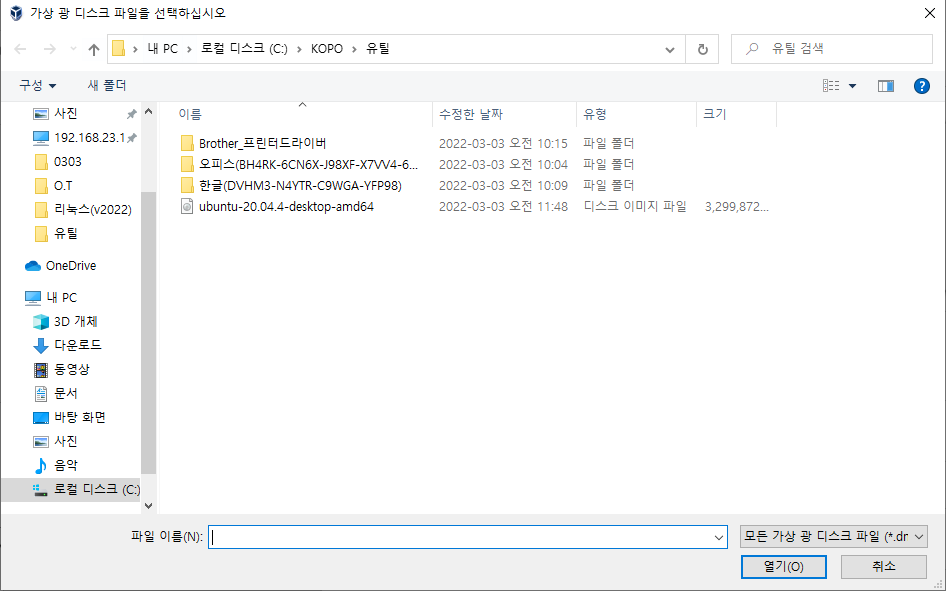 가상 광 디스크 파일을 선택하십시오
내 PC > 로컬 디스크 (C:) > KOPO > 유틸
유틸 검색
구성
새 폴더
사진
192.168.23.1
0303
O.T
리눅스(v2022)
유틸
OneDrive
내 PC
3D 개체
다운로드
동영상
문서
바탕 화면
사진
음악
로컬 디스크 (C:)
이름 수정한 날짜 유형 크기
Brother_프린터드라이버 2022-03-03 오전 10:15 파일 폴더
오피스(BH4RK-6CN6X-J98XF-X7VV4-6... 2022-03-03 오전 10:04 파일 폴더
한글(DVHM3-N4YTR-C9WGA-YFP98) 2022-03-03 오전 10:09 파일 폴더
ubuntu-20.04.4-desktop-amd64 2022-03-03 오전 11:48 디스크 이미지 파일 3,299,872...
파일 이름(N):
모든 가상 광 디스크 파일 (*.dr
열기(O)
취소